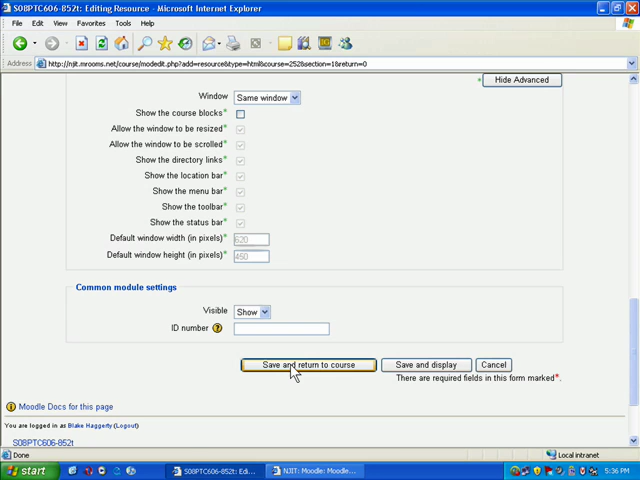 S08PTC606-852t: Editing Resource - Microsoft Internet Explorer
File Edit View Favorites Tools Help
Back
Address http://njit.mrooms.net/course/modedit.php?add=resource&type=html&course=252&section=1&return=0
* Hide Advanced
Window Same window
Show the course blocks*
Allow the window to be resized*
Allow the window to be scrolled*
Show the directory links*
Show the location bar*
Show the menu bar*
Show the toolbar*
Show the status bar*
Default window width (in pixels)* 620
Default window height (in pixels)* 450
Common module settings
Visible Show
ID number ?
Save and return to course Save and display Cancel
There are required fields in this form marked*.
i Moodle Docs for this page
You are logged in as Blake Haggerty (Logout)
S08PTC606-852t
Done Local intranet
start S08PTC606-852t: Edi... NJIT: Moodle: Moodle... 5:36 PM